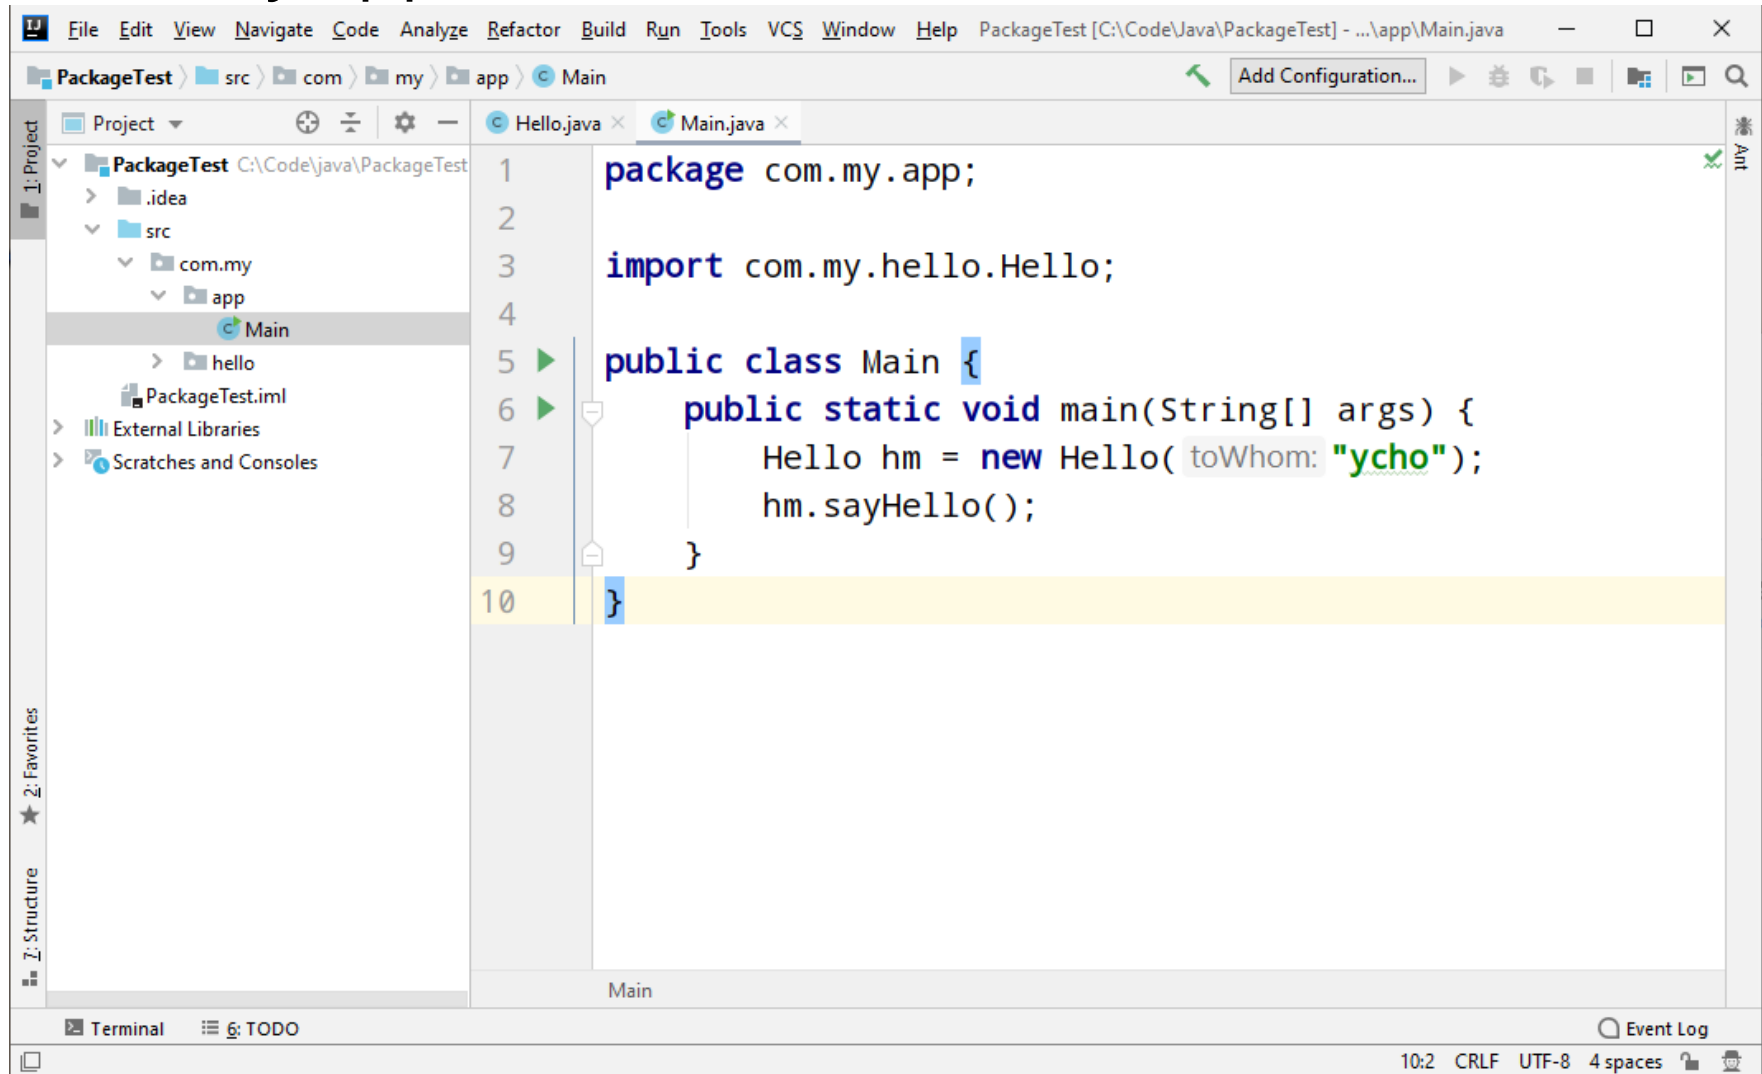 File Edit View Navigate Code Analyze Refactor Build Run Tools VCS Window Help PackageTest [C:\Code\Java\PackageTest] - ...\app\Main.java
PackageTest src com my app Main
Add Configuration...
1: Project
Project
PackageTest C:\Code\java\PackageTest
.idea
src
com.my
app
Main
hello
PackageTest.iml
External Libraries
Scratches and Consoles
2: Favorites
7: Structure
Hello.java Main.java
1 package com.my.app;
2
3 import com.my.hello.Hello;
4
5 public class Main {
6 public static void main(String[] args) {
7 Hello hm = new Hello( toWhom: "ycho");
8 hm.sayHello();
9 }
10 }
Main
Ant
Terminal 6: TODO
Event Log
10:2 CRLF UTF-8 4 spaces